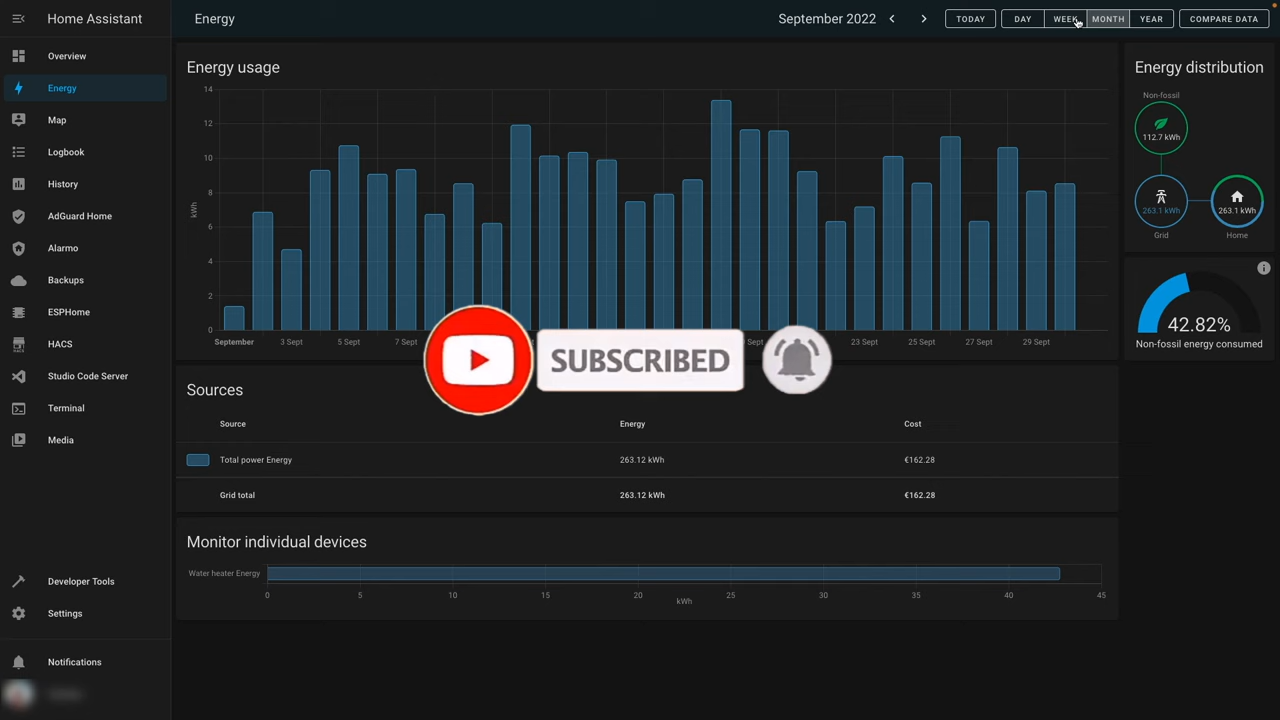 Home Assistant
Energy
September 2022
TODAY
DAY
WEEK
MONTH
YEAR
COMPARE DATA
Overview
Energy
Map
Logbook
History
AdGuard Home
Alarmo
Backups
ESPHome
HACS
Studio Code Server
Terminal
Media
Developer Tools
Settings
Notifications
Energy usage
14
12
10
8
6
4
2
0
kWh
September
3 Sept
5 Sept
7 Sept
Sept
23 Sept
25 Sept
27 Sept
29 Sept
SUBSCRIBED
Sources
Source Energy Cost
Total power Energy 263.12 kWh €162.28
Grid total 263.12 kWh €162.28
Monitor individual devices
Water heater Energy
0 5 10 15 20 25 30 35 40 45
kWh
Energy distribution
Non-fossil
112.7 kWh
263.1 kWh
263.1 kWh
Grid
Home
42.82%
Non-fossil energy consumed